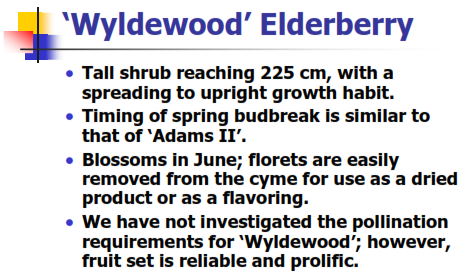 ‘Wyldewood’ Elderberry
• Tall shrub reaching 225 cm, with a
spreading to upright growth habit.
• Timing of spring budbreak is similar to
that of ‘Adams II’.
• Blossoms in June; florets are easily
removed from the cyme for use as a dried
product or as a flavoring.
• We have not investigated the pollination
requirements for ‘Wyldewood’; however,
fruit set is reliable and prolific.